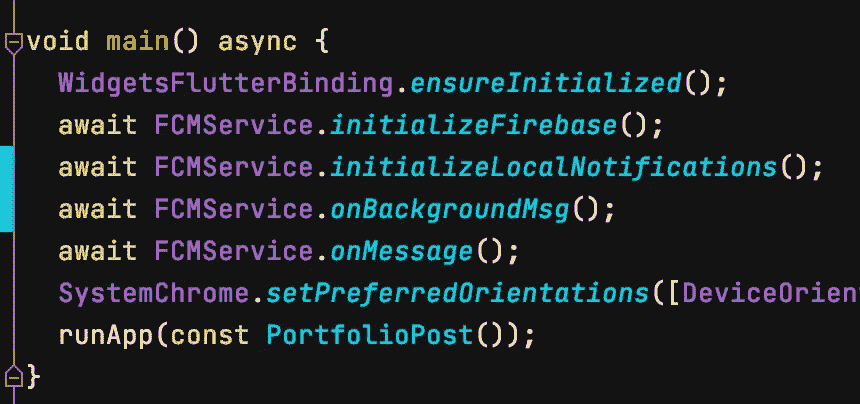 void main() async {
WidgetsFlutterBinding.ensureInitialized();
await FCMService.initializeFirebase();
await FCMService.initializeLocalNotifications();
await FCMService.onBackgroundMsg();
await FCMService.onMessage();
SystemChrome.setPreferredOrientations([DeviceOrien
runApp(const PortfolioPost());
}